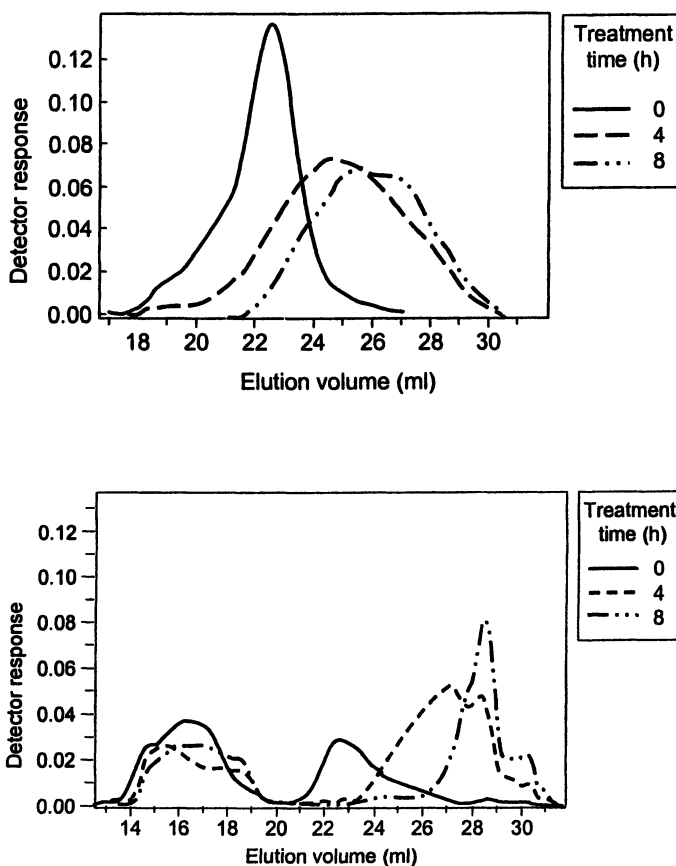 Treatment
time (h)
0
4
8
0.12
0.10
0.08
0.06
0.04
0.02
0.00
Detector response
18 20 22 24 26 28 30
Elution volume (ml)
Treatment
time (h)
0
4
8
0.12
0.10
0.08
0.06
0.04
0.02
0.00
Detector response
14 16 18 20 22 24 26 28 30
Elution volume (ml)